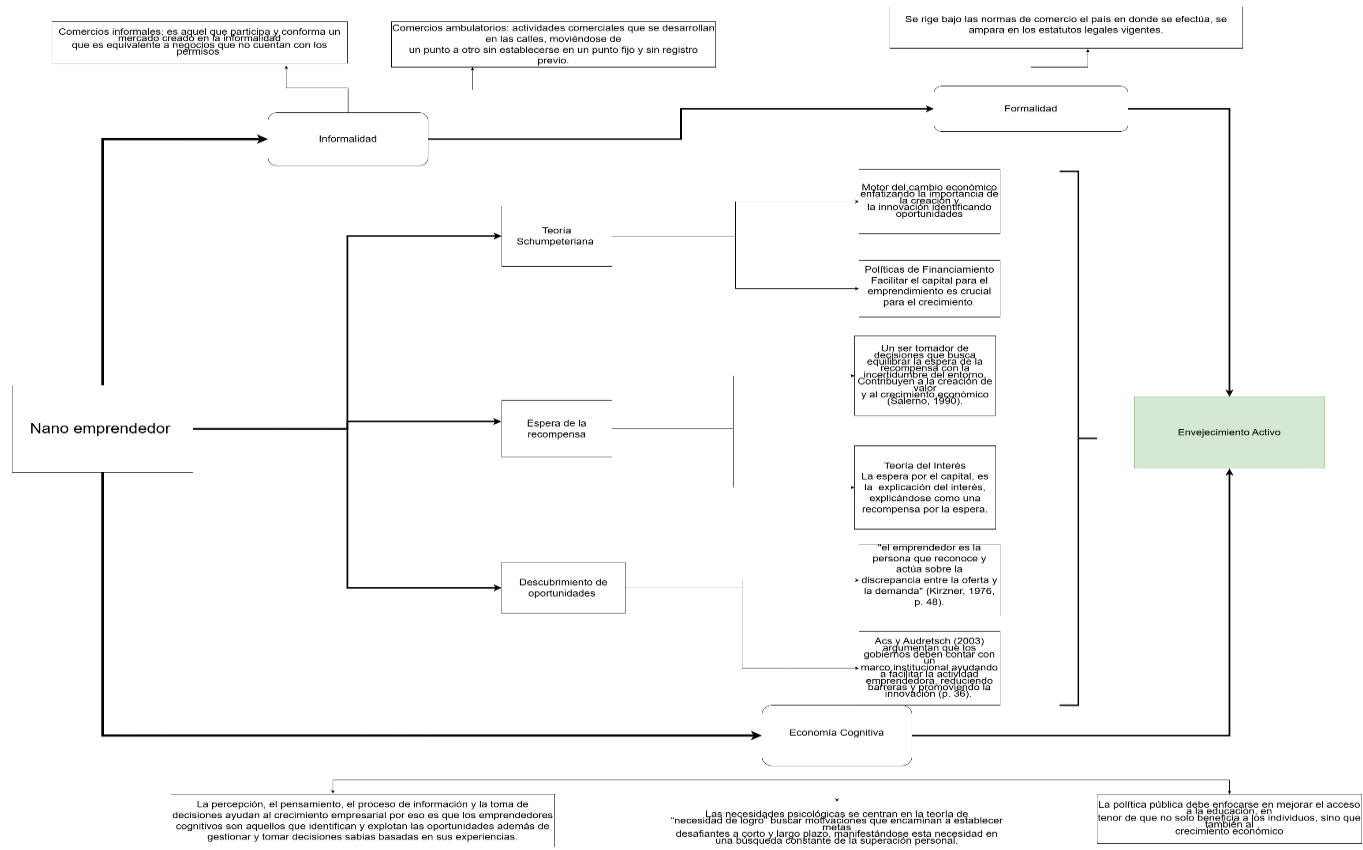 Comercios informales: es aquel que participa y conforma un
mercado creado en la informalidad
que es equivalente a negocios que no cuentan con los
permisos
Comercios ambulatorios: actividades comerciales que se desarrollan
en las calles, moviéndose de
un punto a otro sin establecerse en un punto fijo y sin registro
previo.
Se rige bajo las normas de comercio el país en donde se efectúa, se
ampara en los estatutos legales vigentes.
Informalidad
Formalidad
Teoría
Schumpeteriana
Motor del cambio económico
enfatizando la importancia de
la creación y
la innovación identificando
oportunidades
Políticas de Financiamiento
Facilitar el capital para el
emprendimiento es crucial
para el crecimiento.
Nano emprendedor
Espera de la
recompensa
Un ser tomador de
decisiones que busca
equilibrar la espera de la
recompensa con la
incertidumbre del entorno.
Contribuyen a la creación de
valor
y al crecimiento económico
(Salerno, 1990).
Teoría del Interés
La espera por el capital, es
la explicación del interés,
explicándose como una
recompensa por la espera.
Envejecimiento Activo
Descubrimiento de
oportunidades
"el emprendedor es la
persona que reconoce y
actúa sobre la
discrepancia entre la oferta y
la demanda" (Kirzner, 1976,
p. 48).
Acs y Audretsch (2003)
argumentan que los
gobiernos deben contar con
un
marco institucional ayudando
a facilitar la actividad
emprendedora, reduciendo
barreras y promoviendo la
innovación (p. 36).
Economía Cognitiva
La percepción, el pensamiento, el proceso de información y la toma de
decisiones ayudan al crecimiento empresarial por eso es que los emprendedores
cognitivos son aquellos que identifican y explotan las oportunidades además de
gestionar y tomar decisiones sabias basadas en sus experiencias.
Las necesidades psicológicas se centran en la teoría de
"necesidad de logro" buscar motivaciones que encaminan a establecer
metas
desafiantes a corto y largo plazo, manifestándose esta necesidad en
una búsqueda constante de la superación personal.
La política pública debe enfocarse en mejorar el acceso
a la educación, en
tenor de que no solo beneficia a los individuos, sino que
también al
crecimiento económico